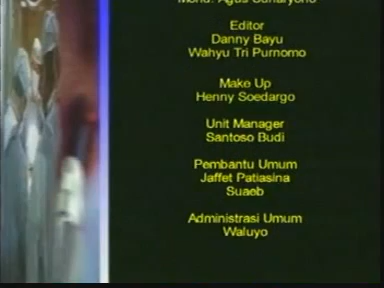 Editor
Danny Bayu
Wahyu Tri Purnomo
Make Up
Henny Soedargo
Unit Manager
Santoso Budi
Pembantu Umum
Jaffet Patiasina
Suaeb
Administrasi Umum
Waluyo